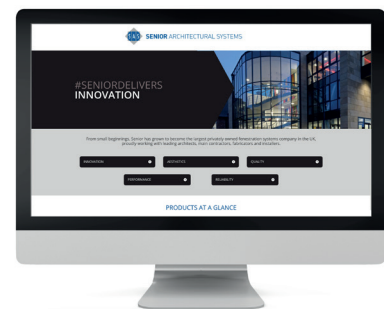 SAS
SENIOR ARCHITECTURAL SYSTEMS
#SENIORDELIVERS
INNOVATION
From small beginnings, Senior has grown to become the largest privately owned fenestration systems company in the UK,
proudly working with leading architects, main contractors, fabricators and installers.
INNOVATION
AESTHETICS
QUALITY
PERFORMANCE
RELIABILITY
PRODUCTS AT A GLANCE